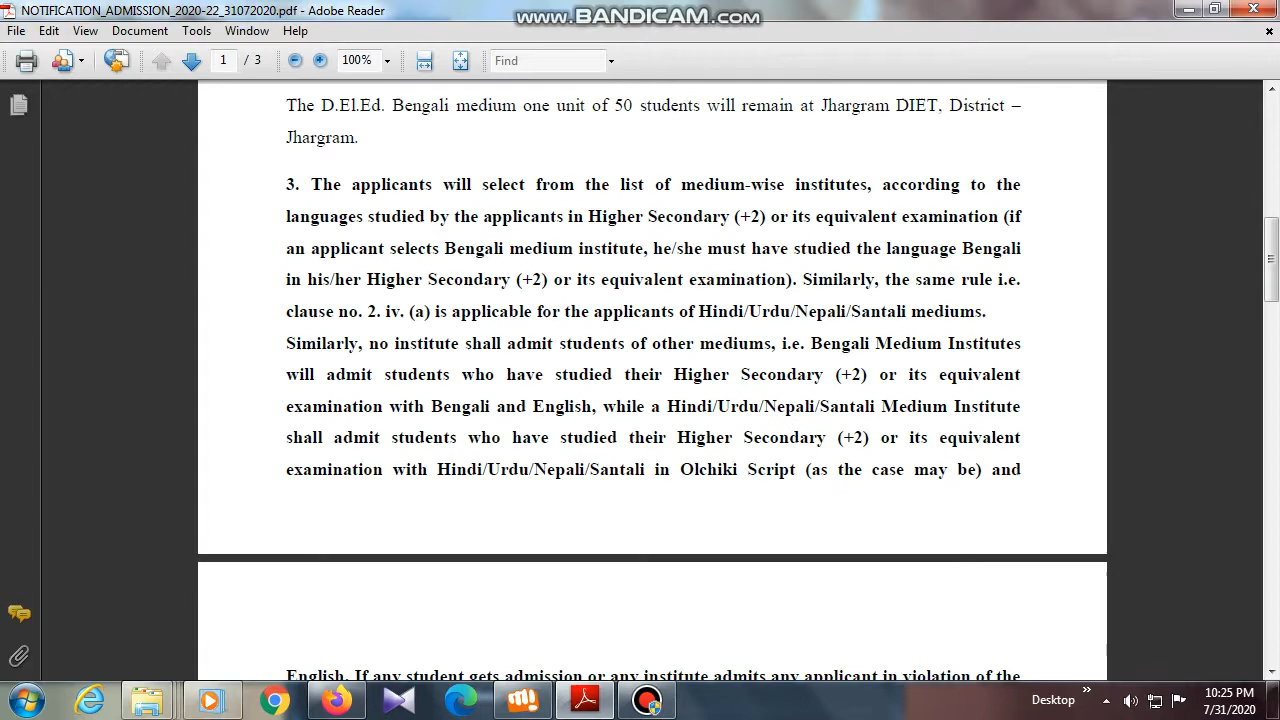 NOTIFICATION_ADMISSION_2020-22_31072020.pdf - Adobe Reader
www.BANDICAM.com
File Edit View Document Tools Window Help
1 / 3 100% Find
The D.El.Ed. Bengali medium one unit of 50 students will remain at Jhargram DIET, District –
Jhargram.
3. The applicants will select from the list of medium-wise institutes, according to the
languages studied by the applicants in Higher Secondary (+2) or its equivalent examination (if
an applicant selects Bengali medium institute, he/she must have studied the language Bengali
in his/her Higher Secondary (+2) or its equivalent examination). Similarly, the same rule i.e.
clause no. 2. iv. (a) is applicable for the applicants of Hindi/Urdu/Nepali/Santali mediums.
Similarly, no institute shall admit students of other mediums, i.e. Bengali Medium Institutes
will admit students who have studied their Higher Secondary (+2) or its equivalent
examination with Bengali and English, while a Hindi/Urdu/Nepali/Santali Medium Institute
shall admit students who have studied their Higher Secondary (+2) or its equivalent
examination with Hindi/Urdu/Nepali/Santali in Olchiki Script (as the case may be) and
English. If any student gets admission or any institute admits any applicant in violation of the
Desktop
10:25 PM
7/31/2020